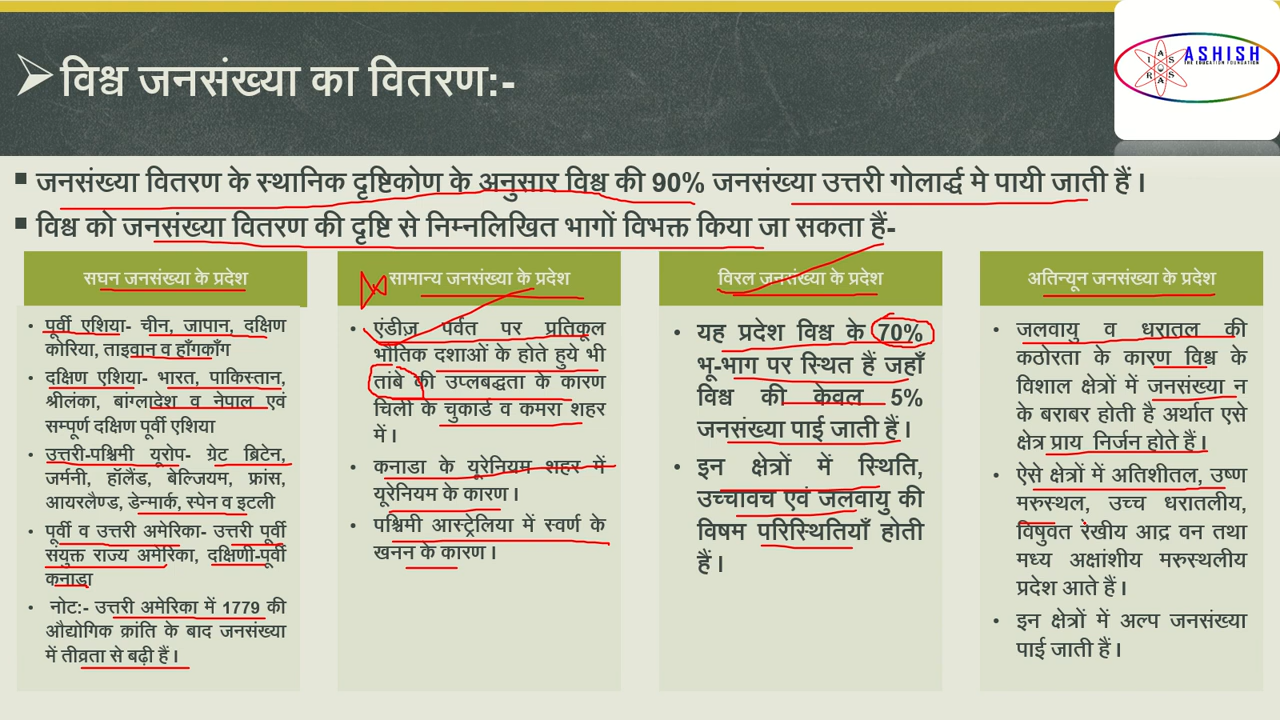 विश्व जनसंख्या का वितरण:-
ASHISH
THE EDUCATION FOUNDATION
जनसंख्या वितरण के स्थानिक दृष्टिकोण के अनुसार विश्व की 90% जनसंख्या उत्तरी गोलार्द्ध मे पायी जाती हैं ।
विश्व को जनसंख्या वितरण की दृष्टि से निम्नलिखित भागों विभक्त किया जा सकता हैं-
सघन जनसंख्या के प्रदेश
पूर्वी एशिया- चीन, जापान, दक्षिण
कोरिया, ताइवान व हाँगकाँग
दक्षिण एशिया- भारत, पाकिस्तान,
श्रीलंका, बांग्लादेश व नेपाल एवं
सम्पूर्ण दक्षिण पूर्वी एशिया
उत्तरी-पश्चिमी यूरोप- ग्रेट ब्रिटेन,
जर्मनी, हॉलैंड, बेल्जियम, फ्रांस,
आयरलैण्ड, डेन्मार्क, स्पेन व इटली
पूर्वी व उत्तरी अमेरिका- उत्तरी पूर्वी
संयुक्त राज्य अमेरिका, दक्षिणी-पूर्वी
कनाडा
नोट:- उत्तरी अमेरिका में 1779 की
औद्योगिक क्रांति के बाद जनसंख्या
में तीव्रता से बढ़ी हैं ।
सामान्य जनसंख्या के प्रदेश
एंडीज़ पर्वत पर प्रतिकूल
भौतिक दशाओं के होते हुये भी
तांबे की उप्लबद्धता के कारण
चिली के चुकार्ड व कमरा शहर
में ।
कनाडा के यूरेनियम शहर में
यूरेनियम के कारण ।
पश्चिमी आस्ट्रेलिया में स्वर्ण के
खनन के कारण ।
विरल जनसंख्या के प्रदेश
यह प्रदेश विश्व के 70%
भू-भाग पर स्थित हैं जहाँ
विश्व की केवल 5%
जनसंख्या पाई जाती हैं ।
इन क्षेत्रों में स्थिति,
उच्चावच एवं जलवायु की
विषम परिस्थितियाँ होती
हैं ।
अतिन्यून जनसंख्या के प्रदेश
जलवायु व धरातल की
कठोरता के कारण विश्व के
विशाल क्षेत्रों में जनसंख्या न
के बराबर होती है अर्थात एसे
क्षेत्र प्राय निर्जन होते हैं ।
ऐसे क्षेत्रों में अतिशीतल, उष्ण
मरुस्थल, उच्च धरातलीय,
विषुवत रेखीय आद्र वन तथा
मध्य अक्षांशीय मरुस्थलीय
प्रदेश आते हैं ।
इन क्षेत्रों में अल्प जनसंख्या
पाई जाती हैं ।